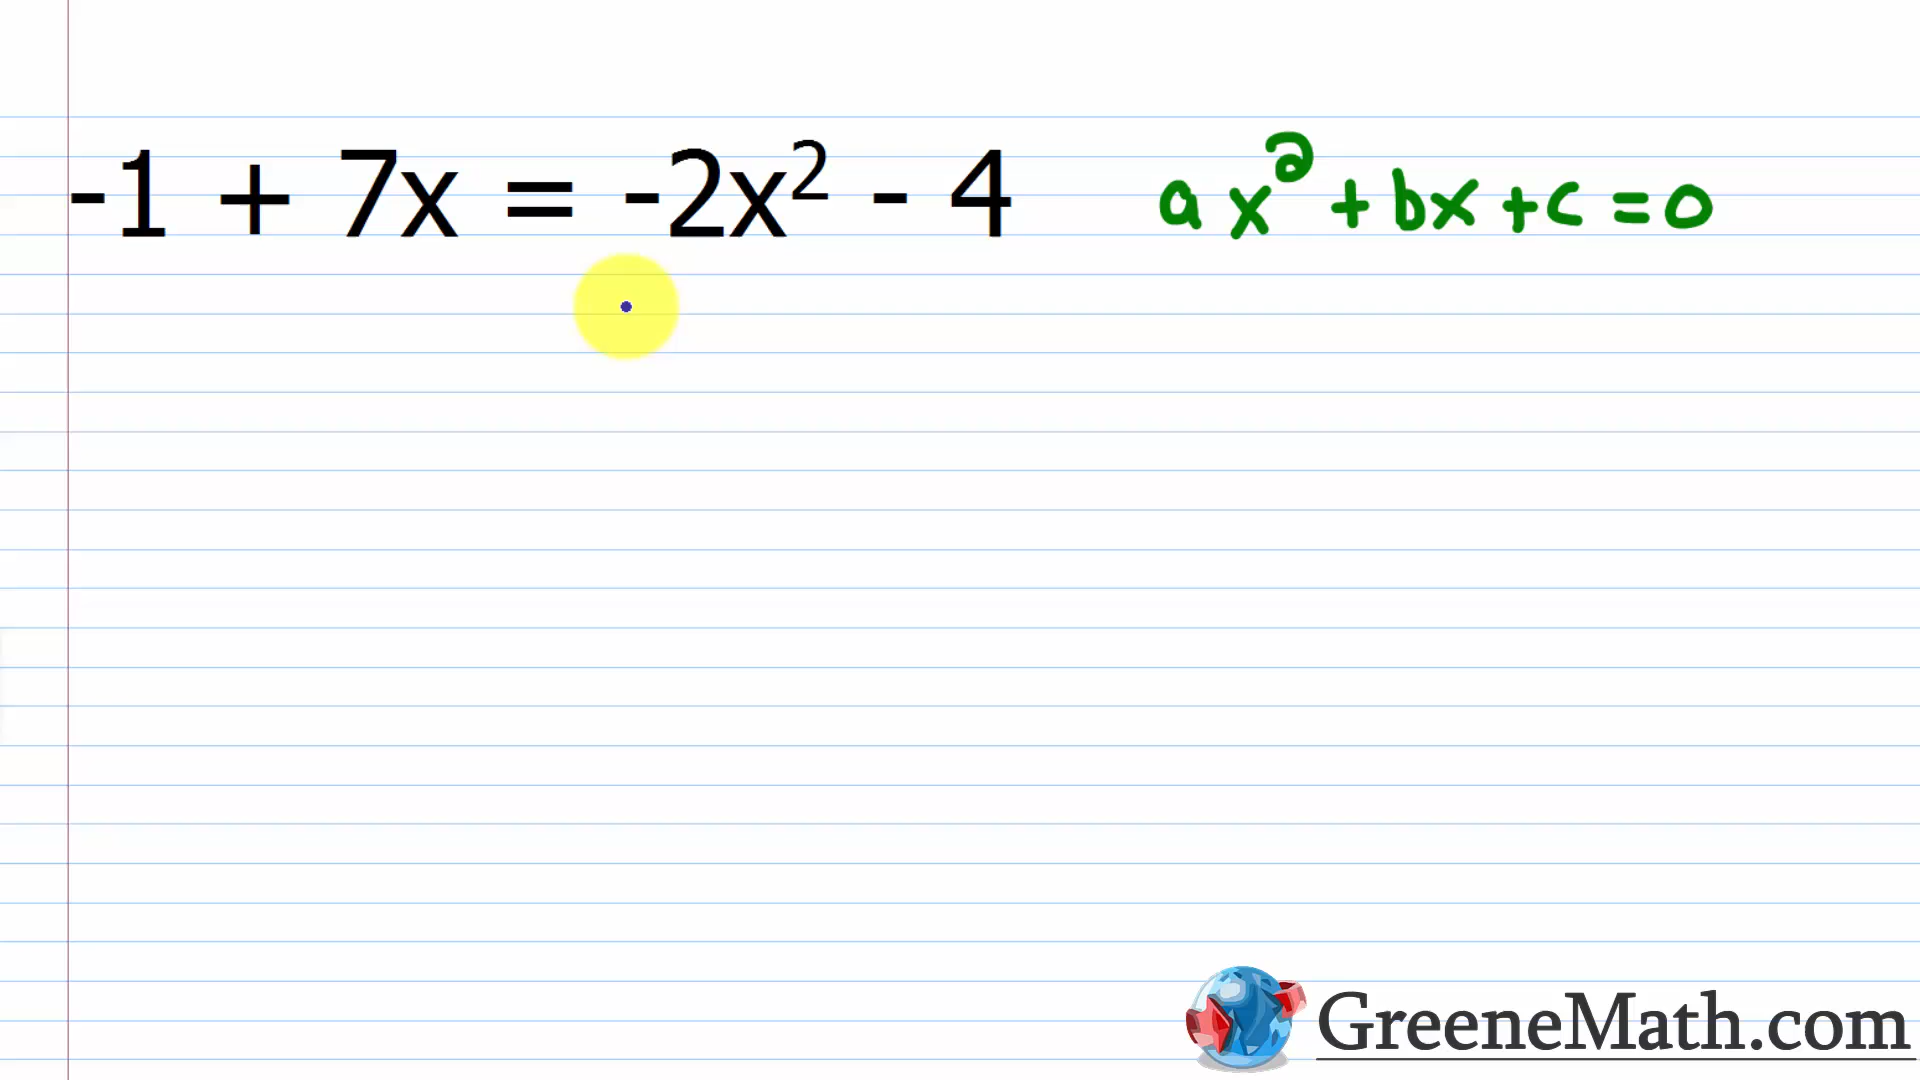 -1 + 7x = -2x² - 4 ax² + bx + c = 0
GreeneMath.com